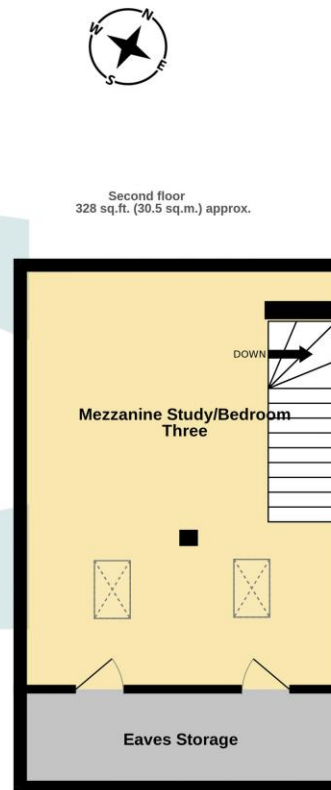 N
W
E
S
Second floor
328 sq.ft. (30.5 sq.m.) approx.
DOWN
Mezzanine Study/Bedroom
Three
Eaves Storage